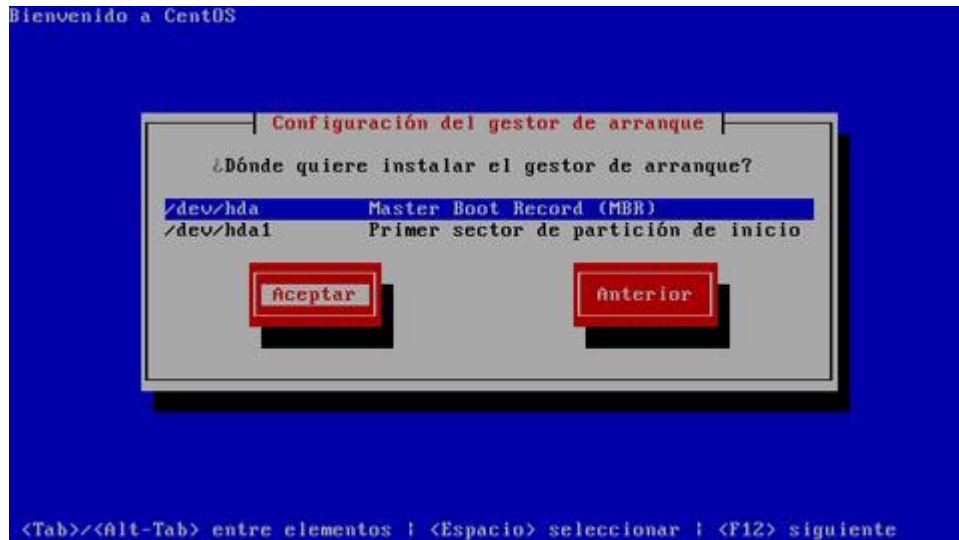 Bienvenido a CentOS
Configuración del gestor de arranque
¿Dónde quiere instalar el gestor de arranque?
/dev/hda Master Boot Record (MBR)
/dev/hda1 Primer sector de partición de inicio
Aceptar Anterior
<Tab>/<Alt-Tab> entre elementos | <Espacio> seleccionar | <F12> siguiente